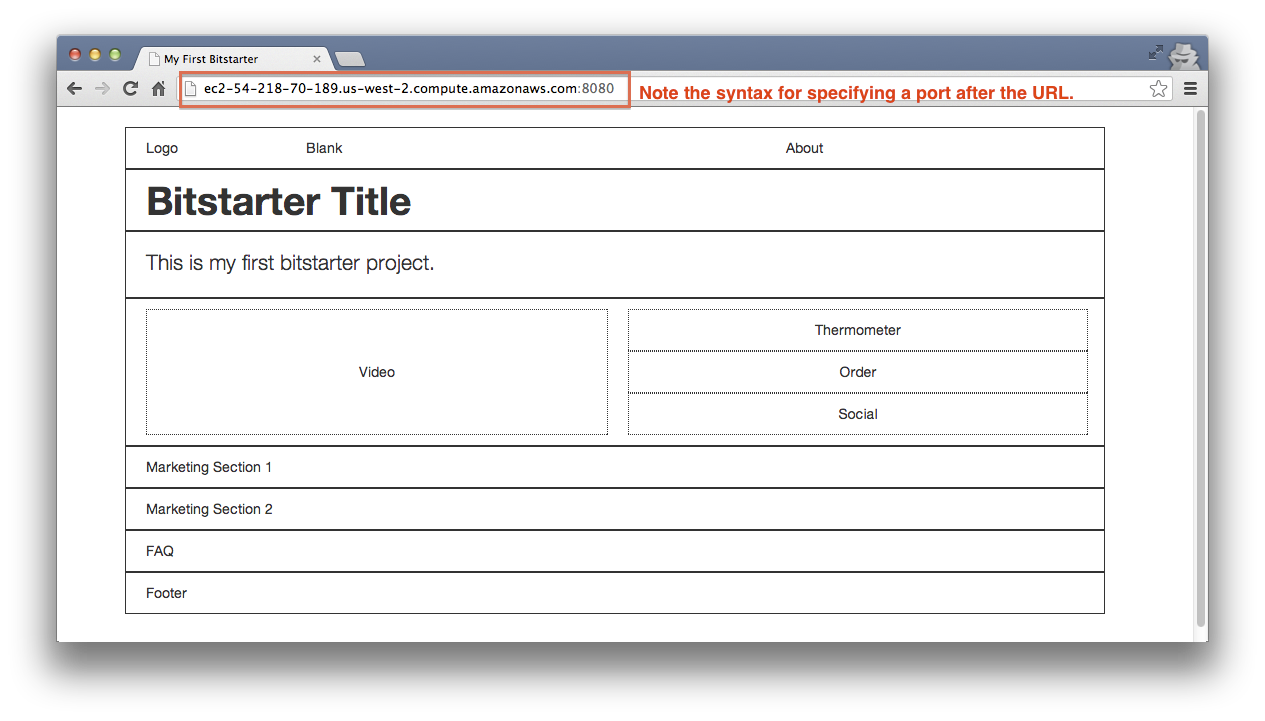 My First Bitstarter
ec2-54-218-70-189.us-west-2.compute.amazonaws.com:8080 Note the syntax for specifying a port after the URL.
Logo Blank About
Bitstarter Title
This is my first bitstarter project.
Video
Thermometer
Order
Social
Marketing Section 1
Marketing Section 2
FAQ
Footer